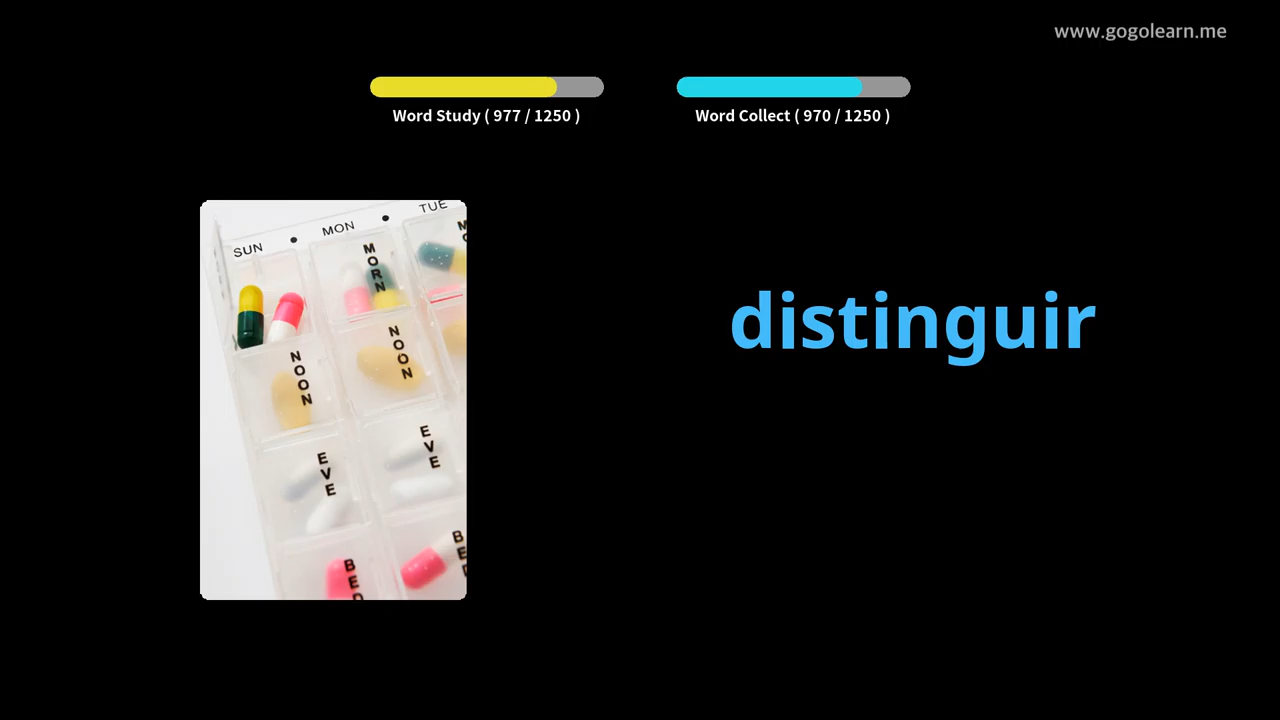 www.gogolearn.me
Word Study ( 977 / 1250 )
Word Collect ( 970 / 1250 )
SUN • MON • TUE
MORN
NOON
NOON
EVE
EVE
BED